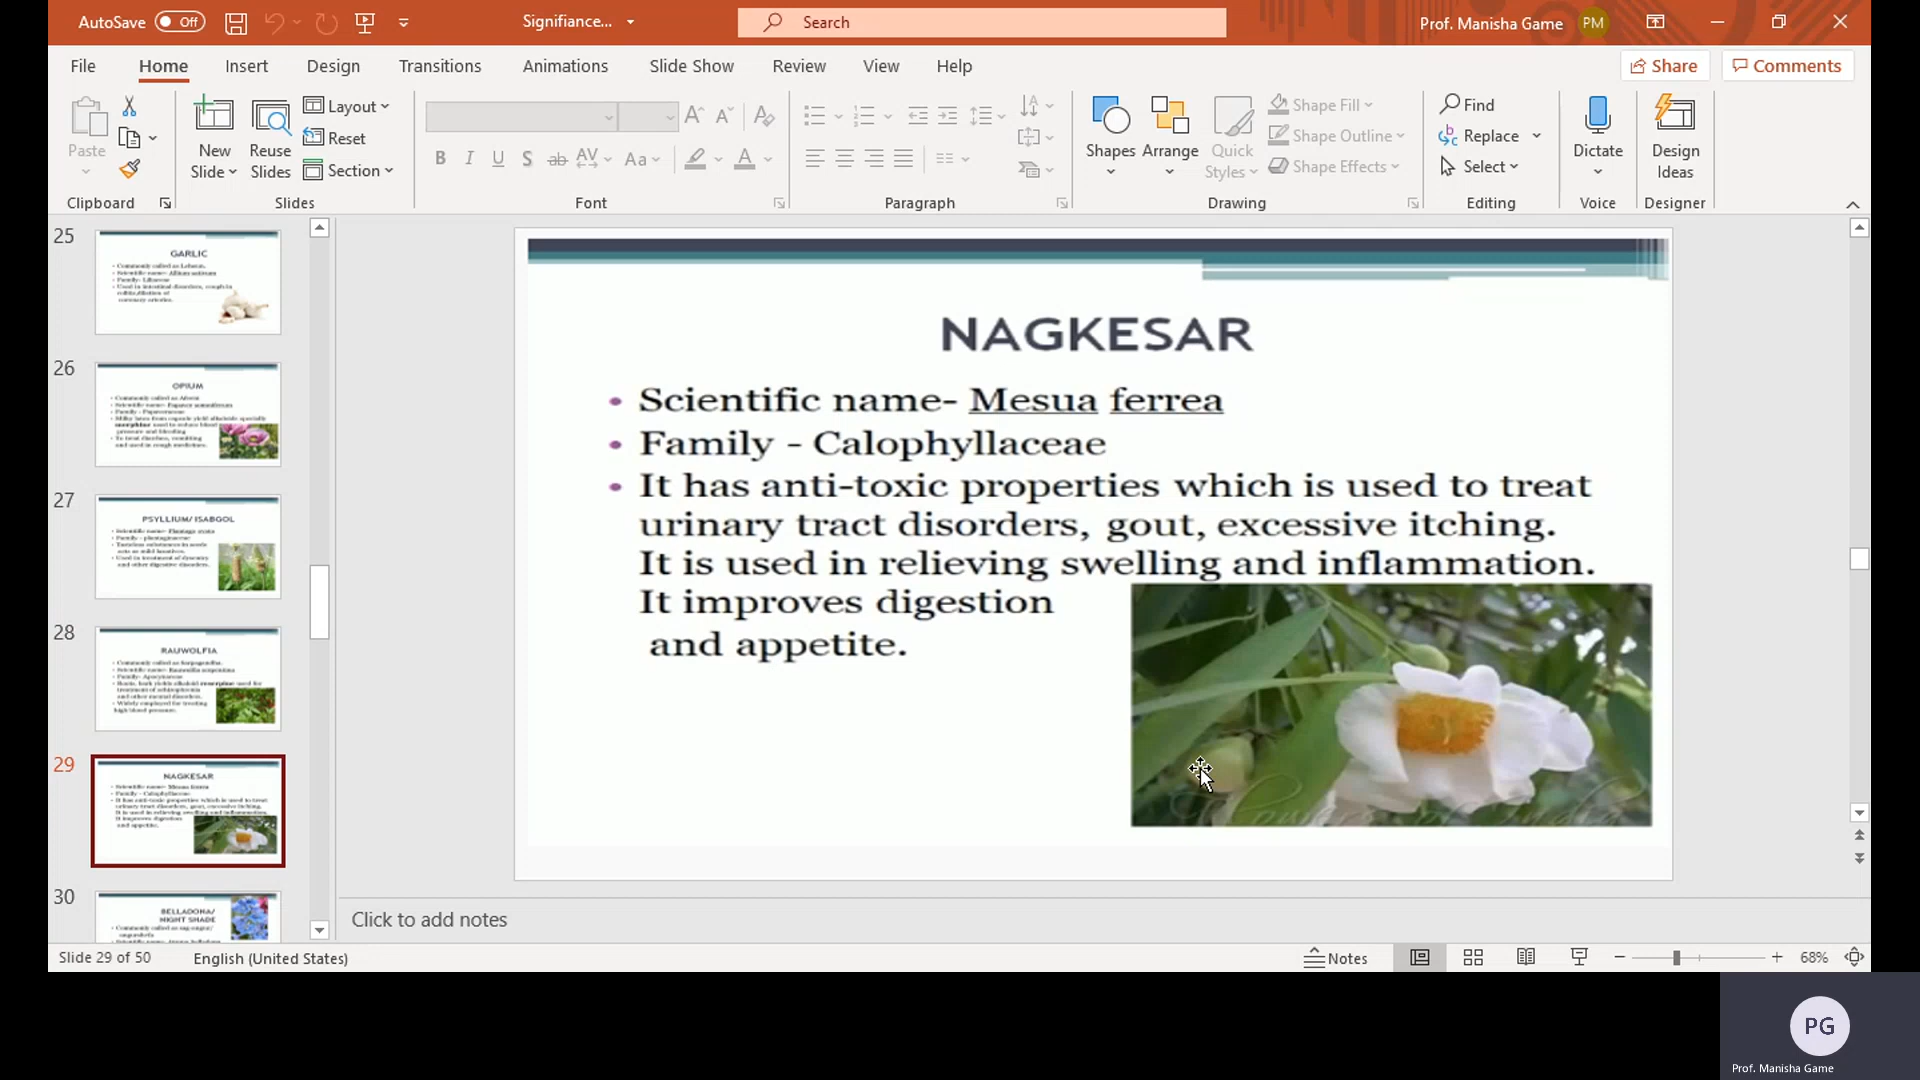 AutoSave Off Signifiance... Search Prof. Manisha Game PM
File Home Insert Design Transitions Animations Slide Show Review View Help Share Comments
Paste
New Slide
Reuse Slides
Layout
Reset
Section
Shapes
Arrange
Quick Styles
Shape Fill
Shape Outline
Shape Effects
Find
Replace
Select
Dictate
Design Ideas
Clipboard Slides Font Paragraph Drawing Editing Voice Designer
25
GARLIC
26
OPIUM
27
PSYLLIUM/ ISABGOL
28
RAUWOLFIA
29
NAGKESAR
30
BELLADONA/
NIGHT SHADE
NAGKESAR
• Scientific name- Mesua ferrea
• Family - Calophyllaceae
• It has anti-toxic properties which is used to treat
urinary tract disorders, gout, excessive itching.
It is used in relieving swelling and inflammation.
It improves digestion
and appetite.
Click to add notes
Slide 29 of 50 English (United States) Notes 68%
PG
Prof. Manisha Game